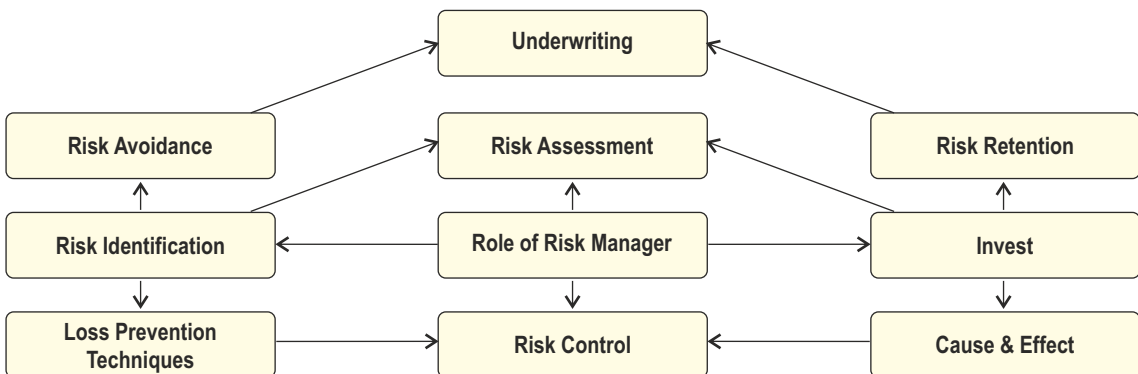 Underwriting
Risk Avoidance
Risk Assessment
Risk Retention
Risk Identification
Role of Risk Manager
Invest
Loss Prevention
Techniques
Risk Control
Cause & Effect